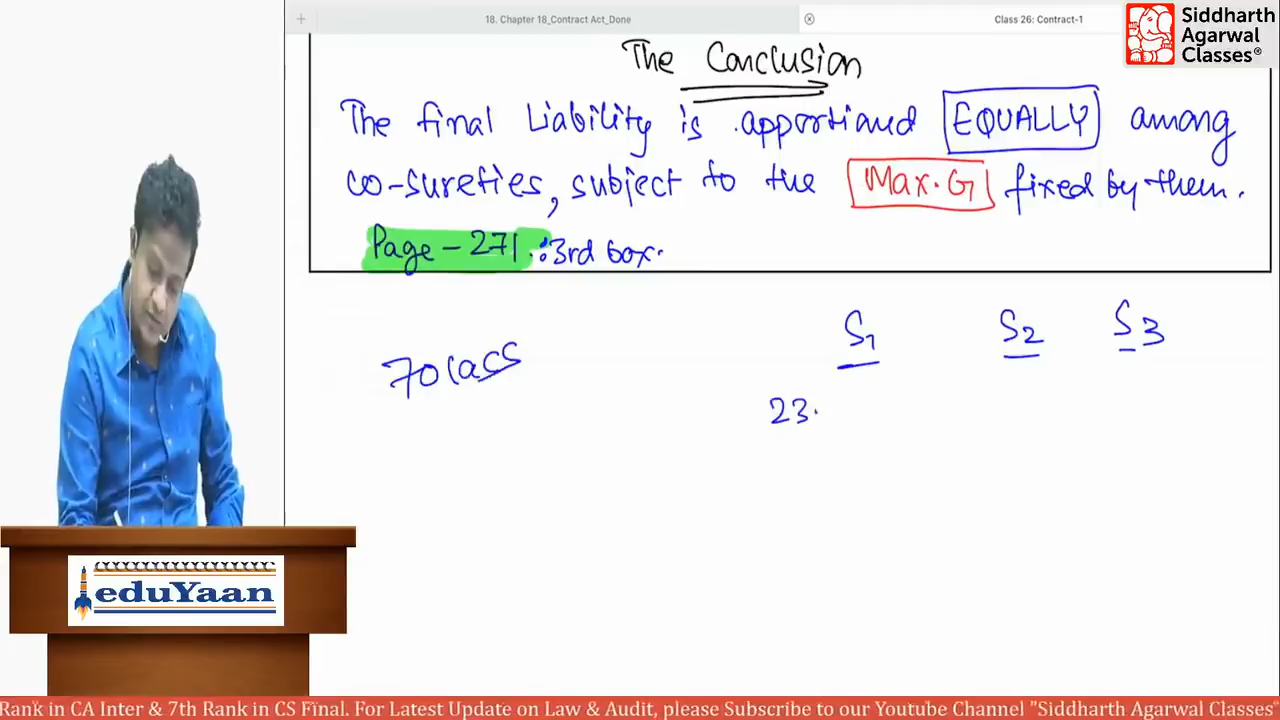 18. Chapter 18_Contract Act_Done
Class 26: Contract-1
Siddharth
Agarwal
Classes®
The Conclusion
The final Liability is apportioned EQUALLY among
co-sureties, subject to the Max. G fixed by them.
Page - 271 : 3rd box.
S1 S2 S3
70 lacs
23.
eduYaan
Rank in CA Inter & 7th Rank in CS Final. For Latest Update on Law & Audit, please Subscribe to our Youtube Channel "Siddharth Agarwal Classes"